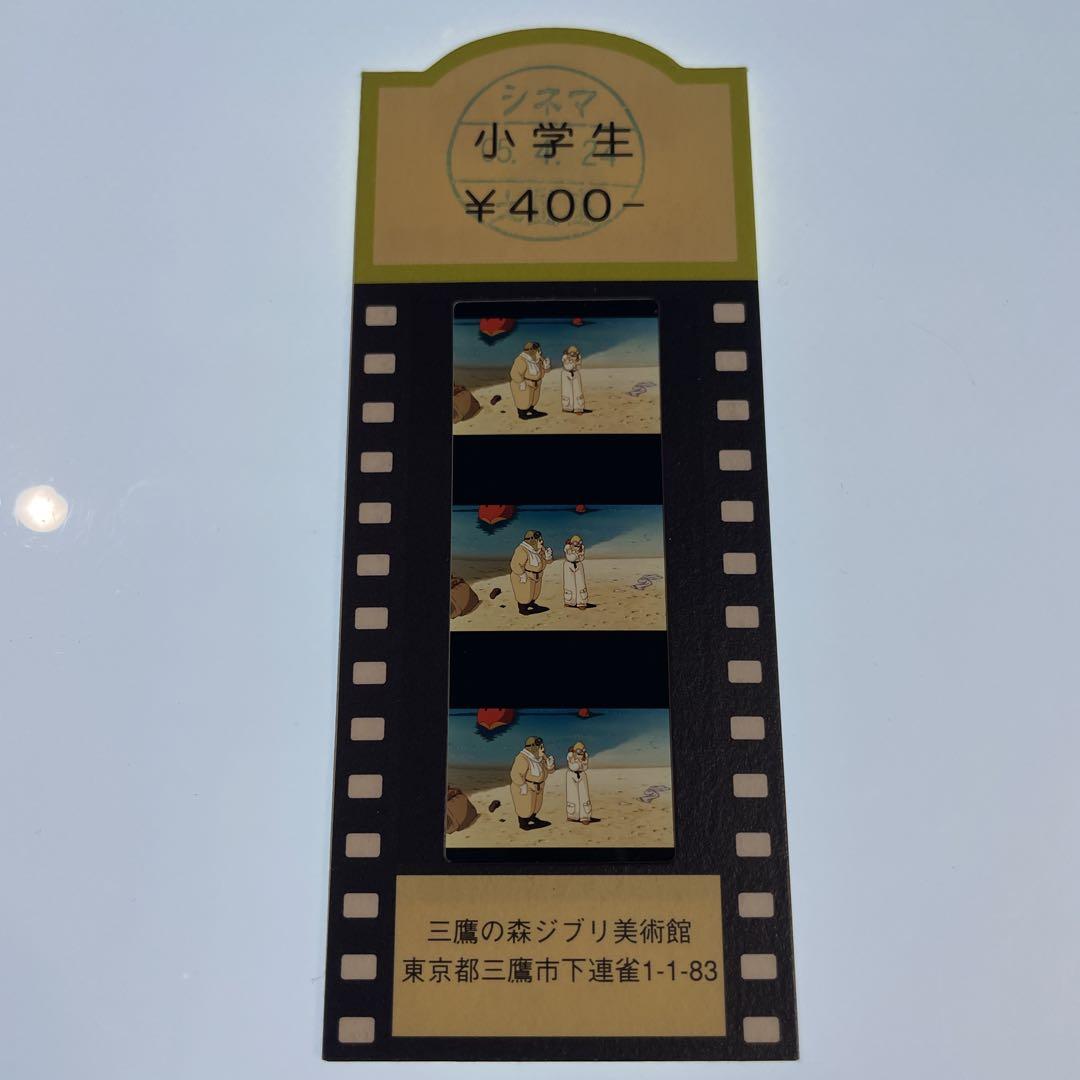 シネマ
小学生
¥400-
三鷹の森ジブリ美術館
東京都三鷹市下連雀1-1-83